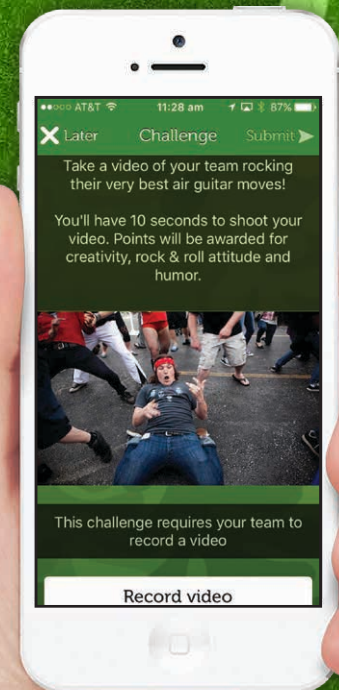 AT&T 11:28 am 87%
Later Challenge Submit
Take a video of your team rocking
their very best air guitar moves!
You'll have 10 seconds to shoot your
video. Points will be awarded for
creativity, rock & roll attitude and
humor.
This challenge requires your team to
record a video
Record video